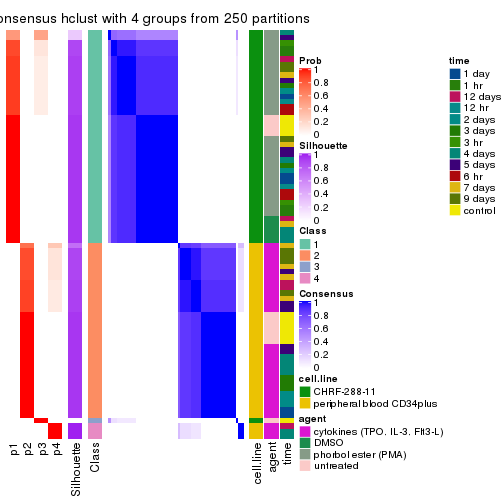 onsensus hclust with 4 groups from 250 partitions
Prob
1
0.8
0.6
0.4
0.2
0
Silhouette
1
0.8
0.6
0.4
0.2
0
Class
1
2
3
4
Consensus
1
0.8
0.6
0.4
0.2
0
cell.line
CHRF-288-11
peripheral blood CD34plus
agent
cytokines (TPO, IL-3, Flt3-L)
DMSO
phorbol ester (PMA)
untreated
time
1 day
1 hr
12 days
12 hr
2 days
3 days
3 hr
4 days
5 days
6 hr
7 days
9 days
control
p1
p2
p3
p4
Silhouette
Class
cell.line
agent
time